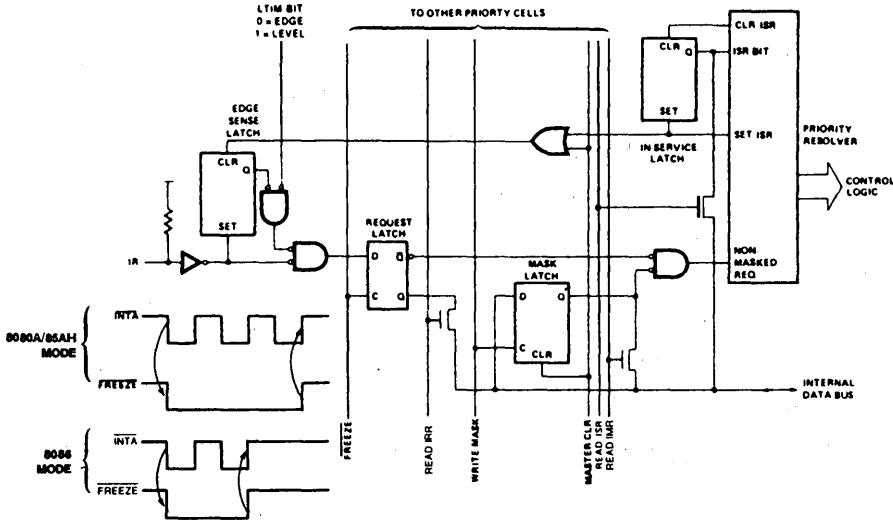 LTIM BIT
0 = EDGE
1 = LEVEL
TO OTHER PRIORTY CELLS
CLR ISR
CLR
Q
ISR BIT
SET
SET ISR
IN SERVICE
LATCH
PRIORITY
RESOLVER
CONTROL
LOGIC
EDGE
SENSE
LATCH
CLR
Q
SET
REQUEST
LATCH
D
Q
C
Q
IR
MASK
LATCH
D
Q
C
CLR
NON-
MASKED
REQ
8080A/85AH
MODE
INTA
FREEZE
INTERNAL
DATA BUS
8086
MODE
INTA
FREEZE
FREEZE
READ IRR
WRITE MASK
MASTER CLR
READ ISR
READ IMR